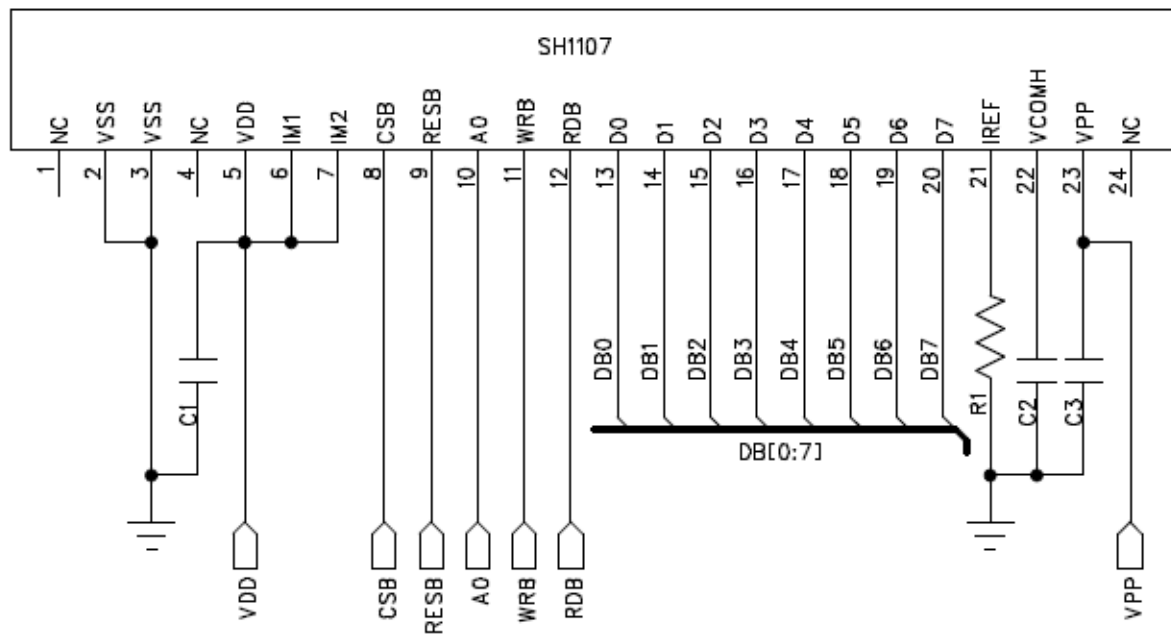 SH1107
NC VSS VSS NC VDD IM1 IM2 CSB RESB A0 WRB RDB D0 D1 D2 D3 D4 D5 D6 D7 IREF VCOMH VPP NC
1 2 3 4 5 6 7 8 9 10 11 12 13 14 15 16 17 18 19 20 21 22 23 24
DB0 DB1 DB2 DB3 DB4 DB5 DB6 DB7
C1 R1 C2 C3
DB[0:7]
VDD CSB RESB A0 WRB RDB VPP